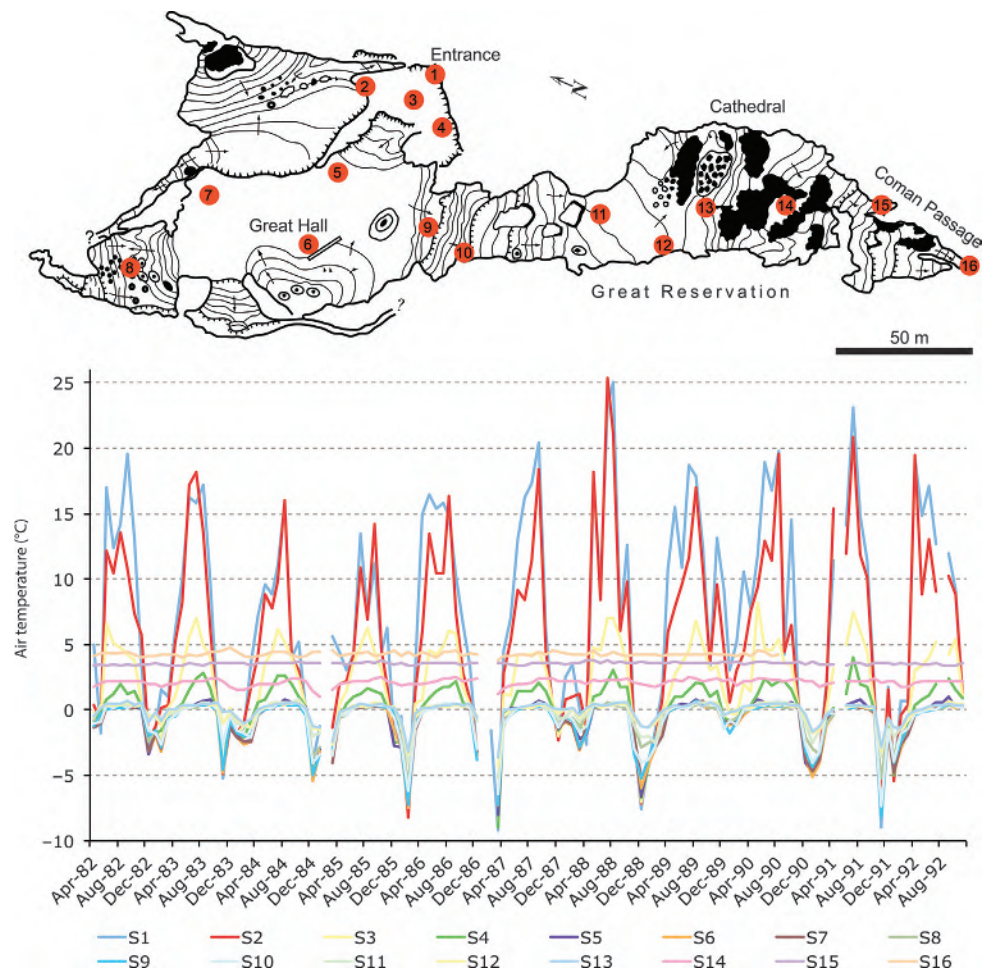 Entrance
1
2
3
N
Cathedral
4
5
7
Great Hall
6
8
?
9
10
11
12
13
14
15
Coman Passage
16
?
Great Reservation
50 m
Air temperature (°C)
25
20
15
10
5
0
−5
−10
Apr-82 Aug-82 Dec-82 Apr-83 Aug-83 Dec-83 Apr-84 Aug-84 Dec-84 Apr-85 Aug-85 Dec-85 Apr-86 Aug-86 Dec-86 Apr-87 Aug-87 Dec-87 Apr-88 Aug-88 Dec-88 Apr-89 Aug-89 Dec-89 Apr-90 Aug-90 Dec-90 Apr-91 Aug-91 Dec-91 Apr-92 Aug-92
S1 S2 S3 S4 S5 S6 S7 S8
S9 S10 S11 S12 S13 S14 S15 S16